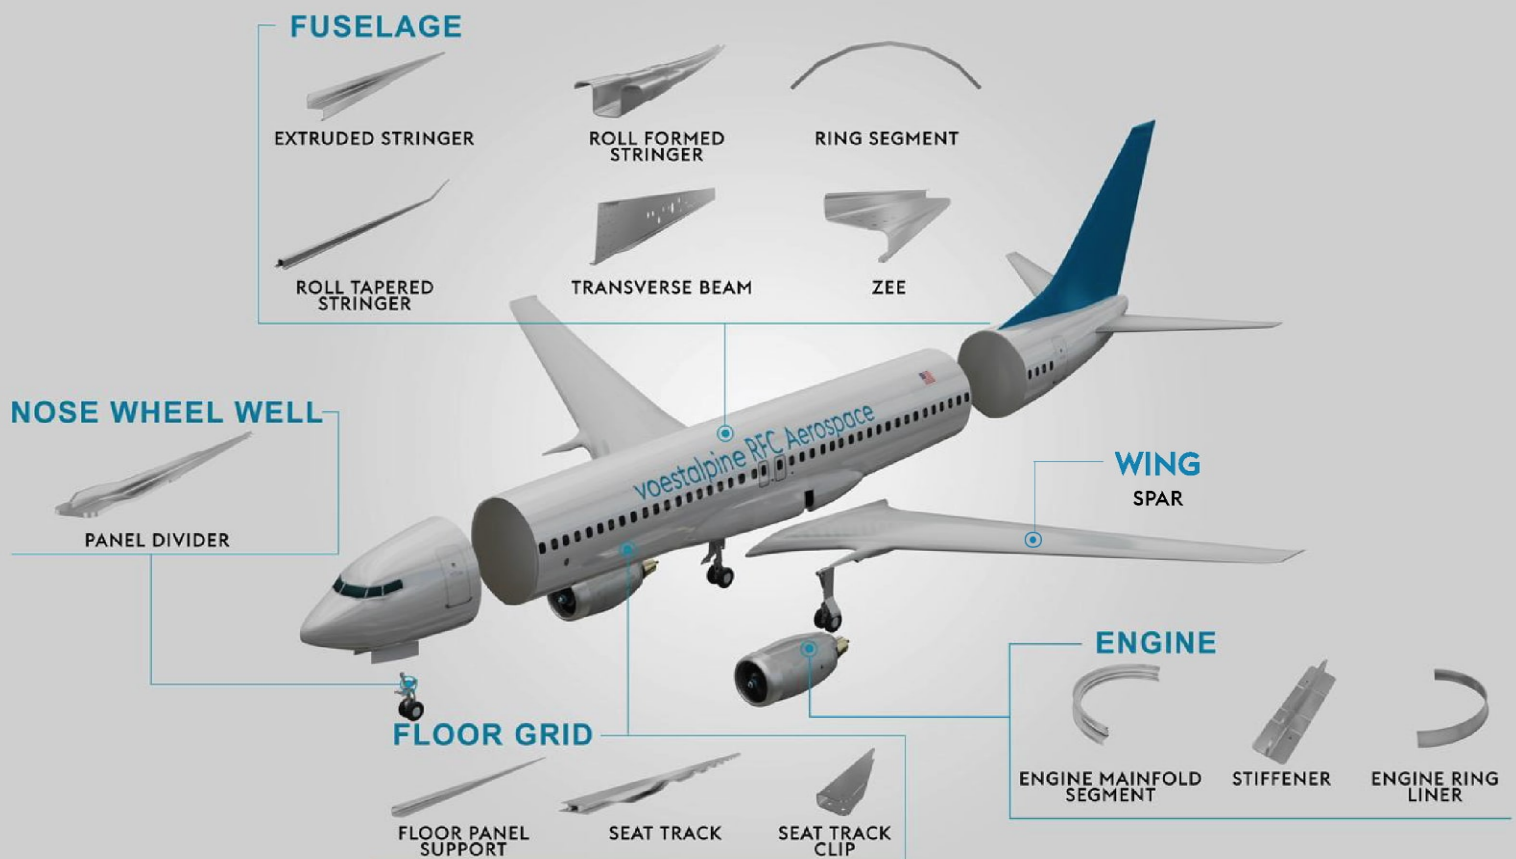 FUSELAGE
EXTRUDED STRINGER
ROLL FORMED
STRINGER
RING SEGMENT
ROLL TAPERED
STRINGER
TRANSVERSE BEAM
ZEE
NOSE WHEEL WELL
PANEL DIVIDER
voestalpine RFC Aerospace
WING
SPAR
ENGINE
ENGINE MAINFOLD
SEGMENT
STIFFENER
ENGINE RING
LINER
FLOOR GRID
FLOOR PANEL
SUPPORT
SEAT TRACK
SEAT TRACK
CLIP